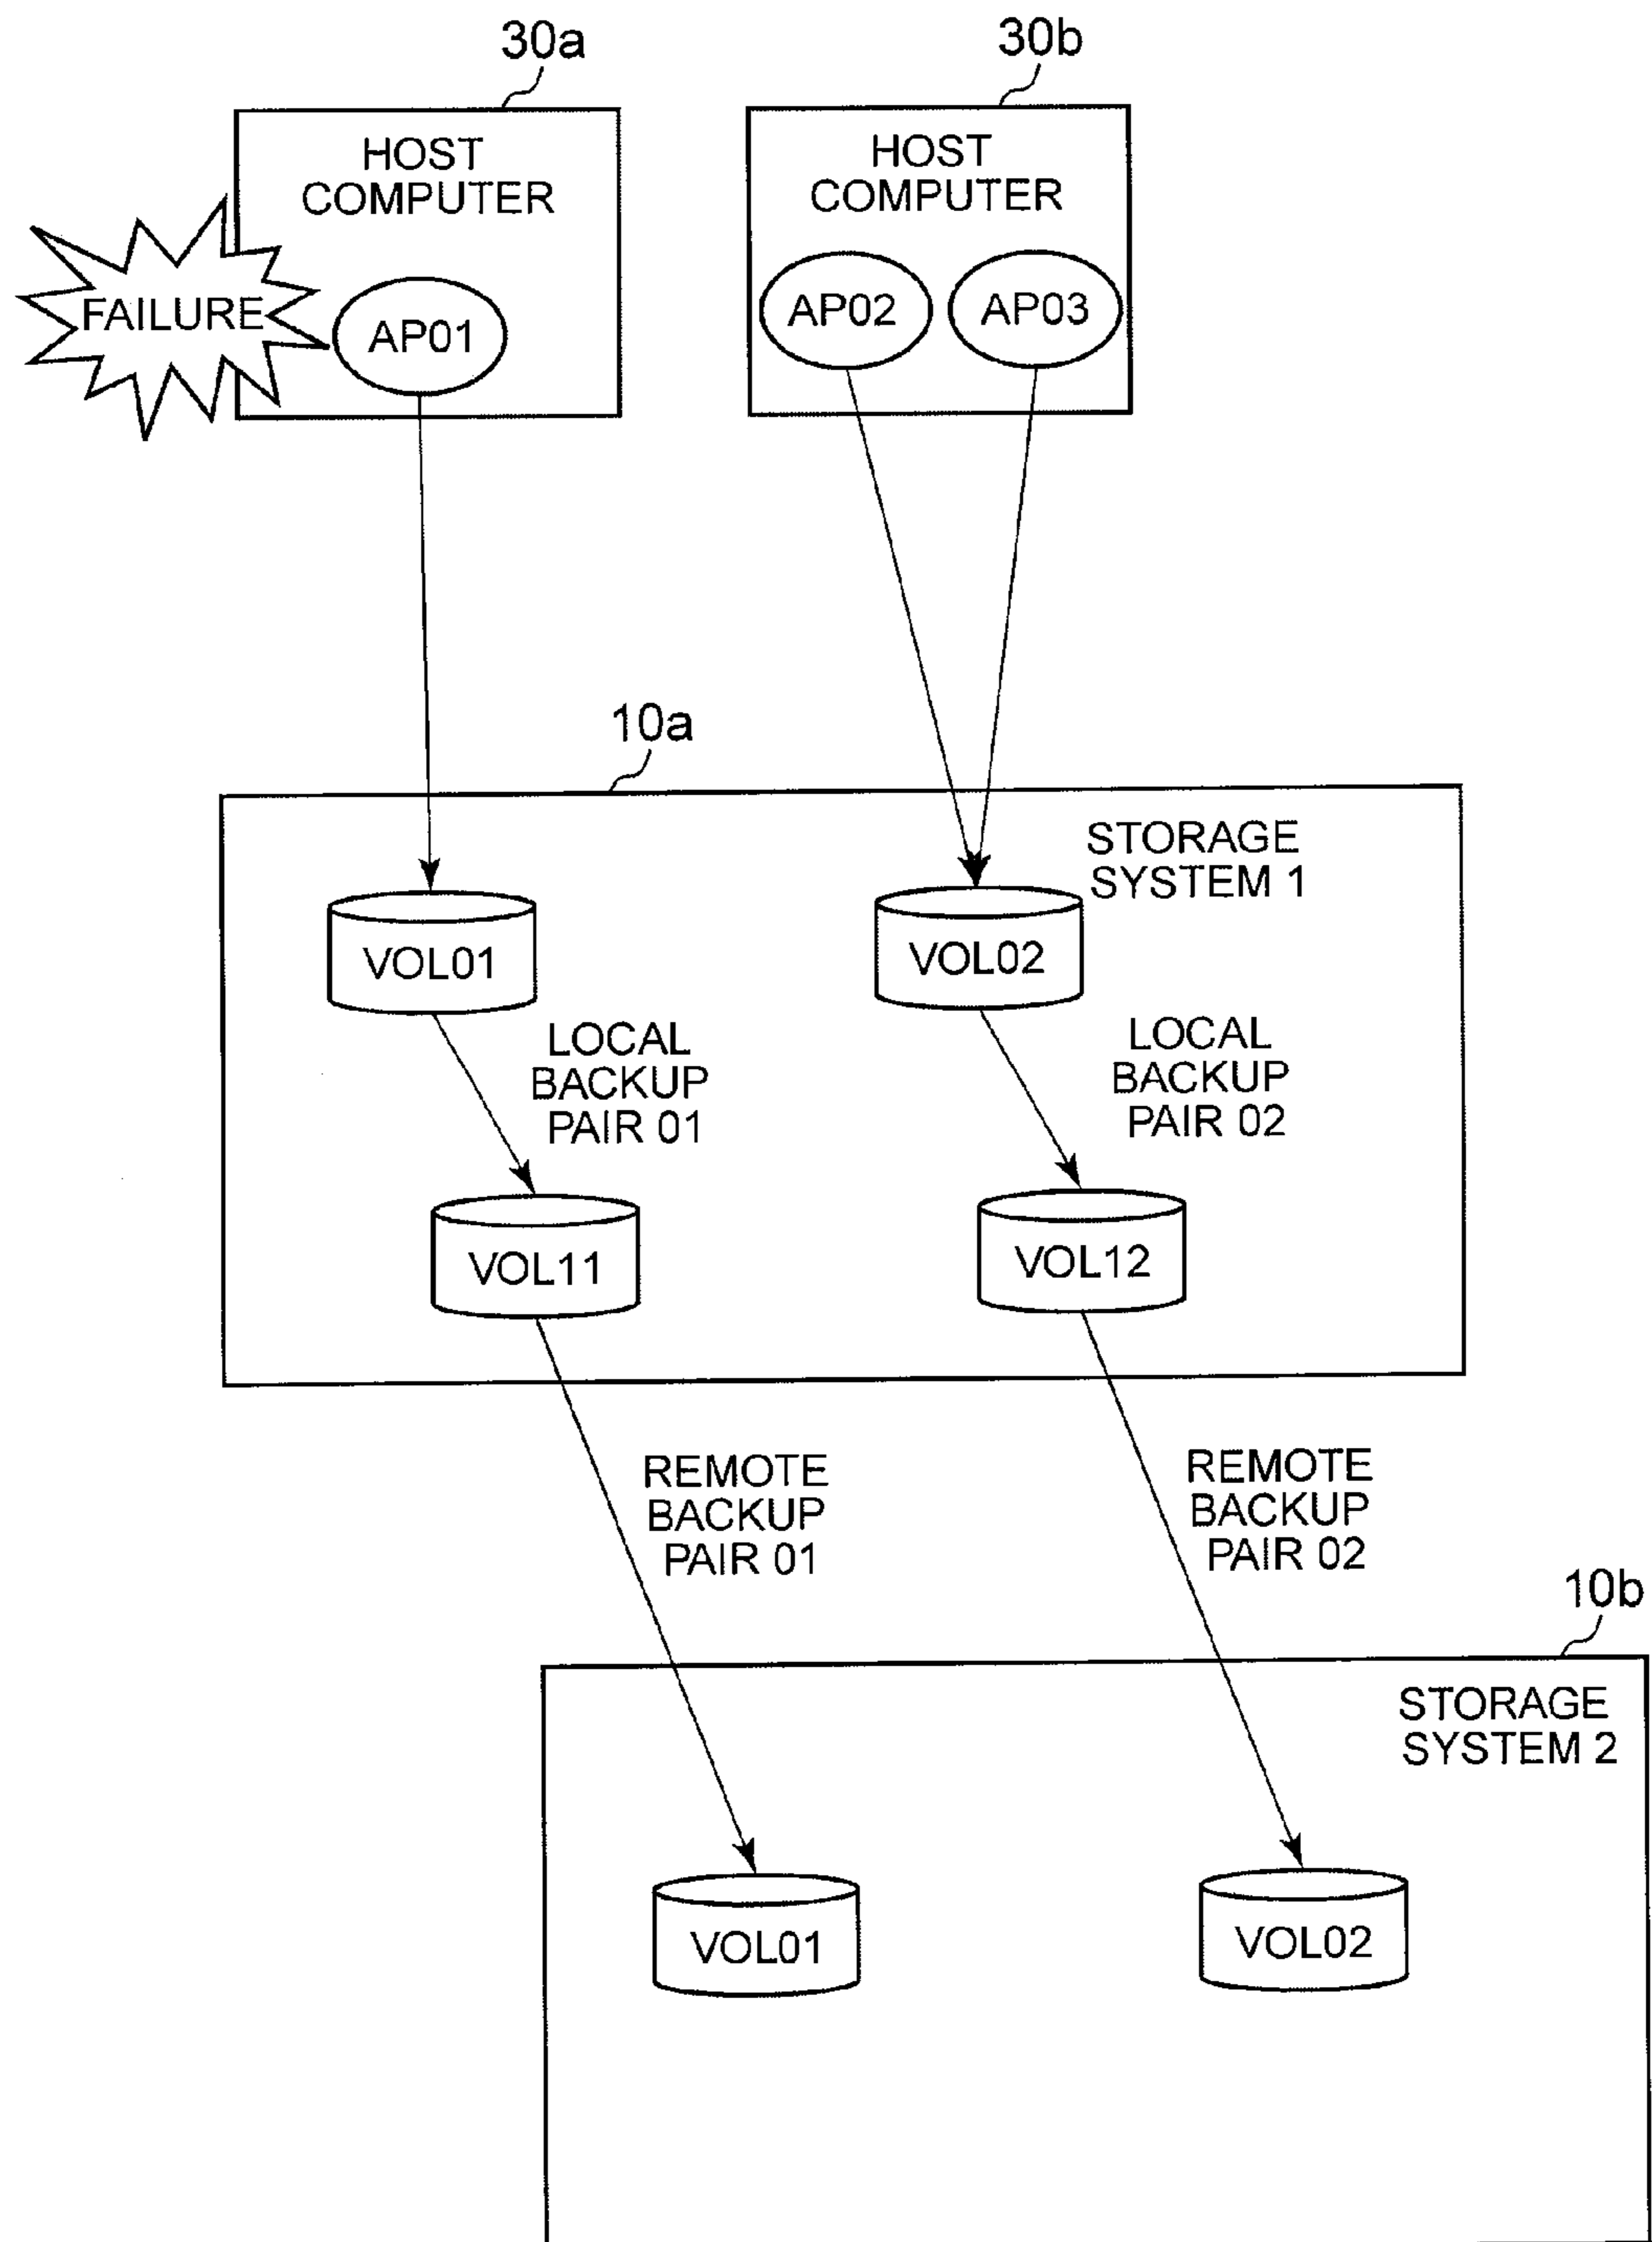 30a
30b
HOST
COMPUTER
HOST
COMPUTER
FAILURE
AP01
AP02
AP03
10a
STORAGE
SYSTEM 1
VOL01
VOL02
LOCAL
BACKUP
PAIR 01
LOCAL
BACKUP
PAIR 02
VOL11
VOL12
REMOTE
BACKUP
PAIR 01
REMOTE
BACKUP
PAIR 02
10b
STORAGE
SYSTEM 2
VOL01
VOL02